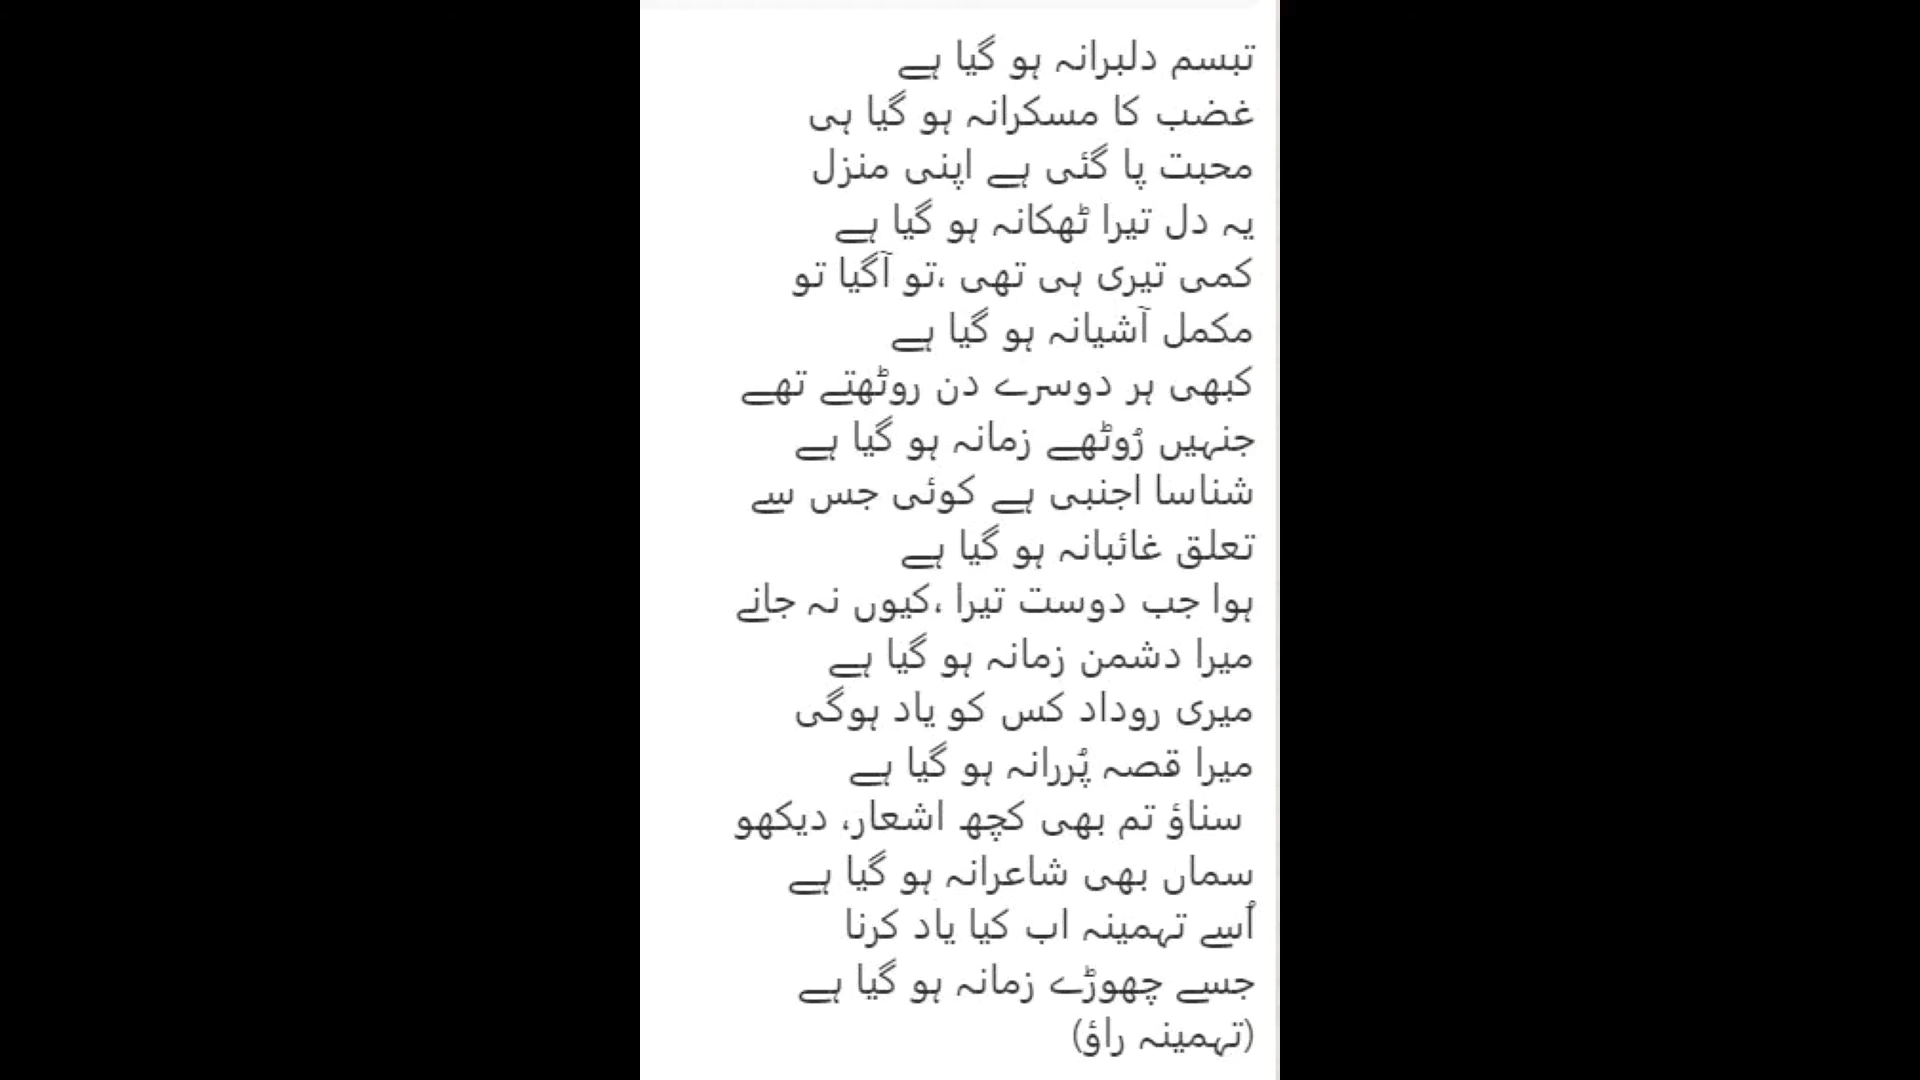 تبسم دلبرانہ ہو گیا ہے
غضب کا مسکرانہ ہو گیا ہی
محبت پا گئی ہے اپنی منزل
یہ دل تیرا ٹھکانہ ہو گیا ہے
کمی تیری ہی تھی ،تو آگیا تو
مکمل آشیانہ ہو گیا ہے
کبھی ہر دوسرے دن روٹھتے تھے
جنہیں رُوٹھے زمانہ ہو گیا ہے
شناسا اجنبی ہے کوئی جس سے
تعلق غائبانہ ہو گیا ہے
ہوا جب دوست تیرا ،کیوں نہ جانے
میرا دشمن زمانہ ہو گیا ہے
میری روداد کس کو یاد ہوگی
میرا قصہ پُررانہ ہو گیا ہے
سناؤ تم بھی کچھ اشعار، دیکھو
سماں بھی شاعرانہ ہو گیا ہے
اُسے تہمینہ اب کیا یاد کرنا
جسے چھوڑے زمانہ ہو گیا ہے
(تہمینہ راؤ)